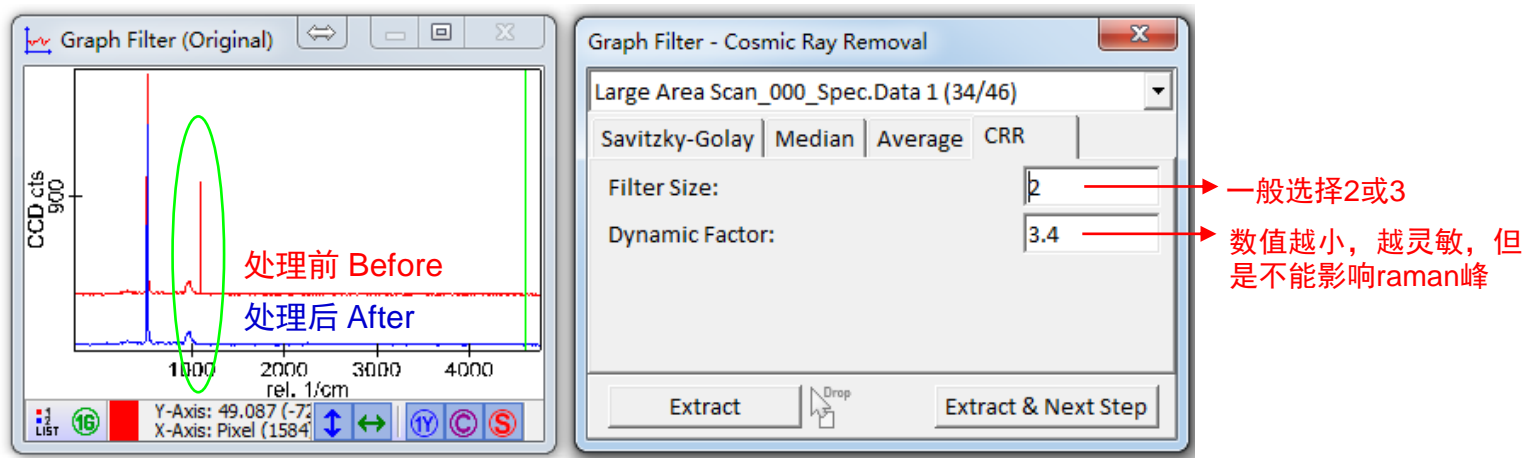 Graph Filter (Original)
CCD cts
900
处理前 Before
处理后 After
1000 2000 3000 4000
rel. 1/cm
1
2
LIST
16
Y-Axis: 49.087 (-72
X-Axis: Pixel (1584
1Y
C
S
Graph Filter - Cosmic Ray Removal
Large Area Scan_000_Spec.Data 1 (34/46)
Savitzky-Golay Median Average CRR
Filter Size: 2
Dynamic Factor: 3.4
Extract Drop Extract & Next Step
一般选择2或3
数值越小，越灵敏，但
是不能影响raman峰